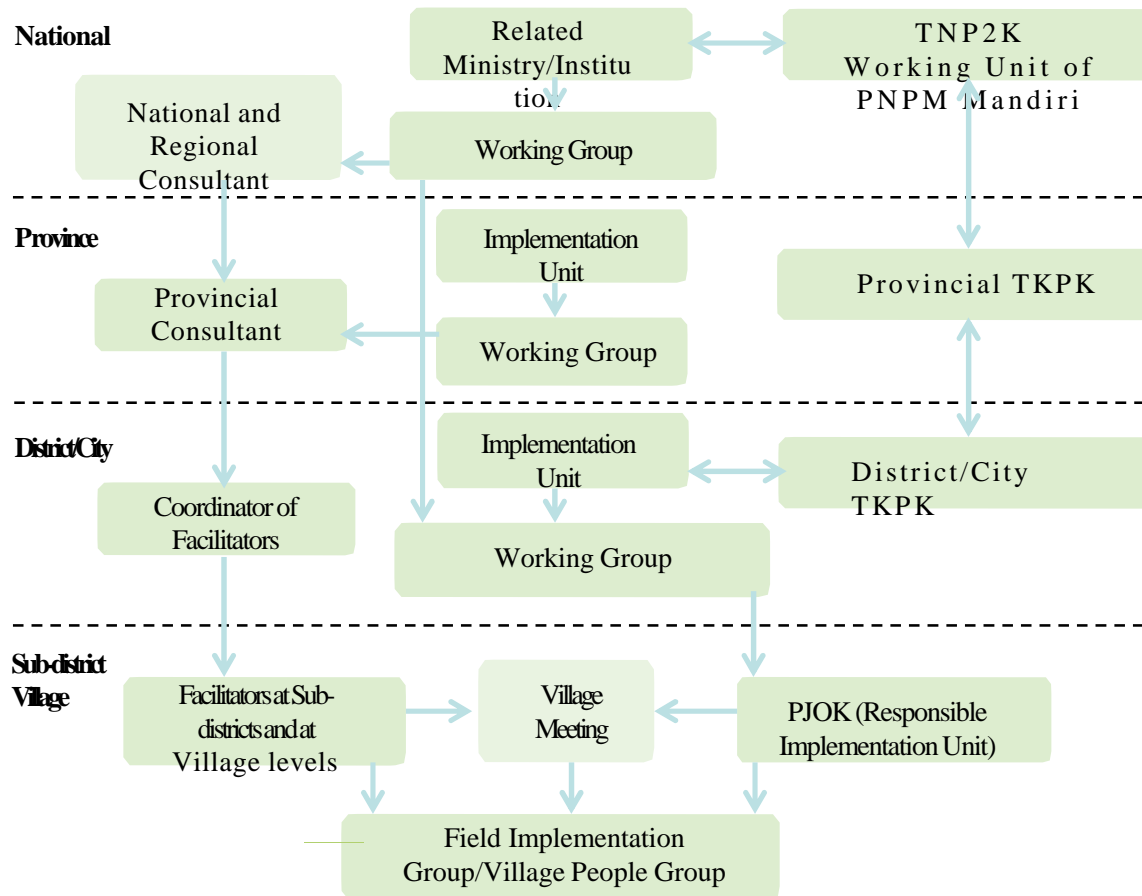 National
Related
Ministry/Institu
tion
TNP2K
Working Unit of
PNPM Mandiri
National and
Regional
Consultant
Working Group
Province
Implementation
Unit
Provincial TKPK
Provincial
Consultant
Working Group
District/City
Implementation
Unit
District/City
TKPK
Coordinator of
Facilitators
Working Group
Sub-district
Village
Facilitators at Sub-
districts and at
Village levels
Village
Meeting
PJOK (Responsible
Implementation Unit)
Field Implementation
Group/Village People Group